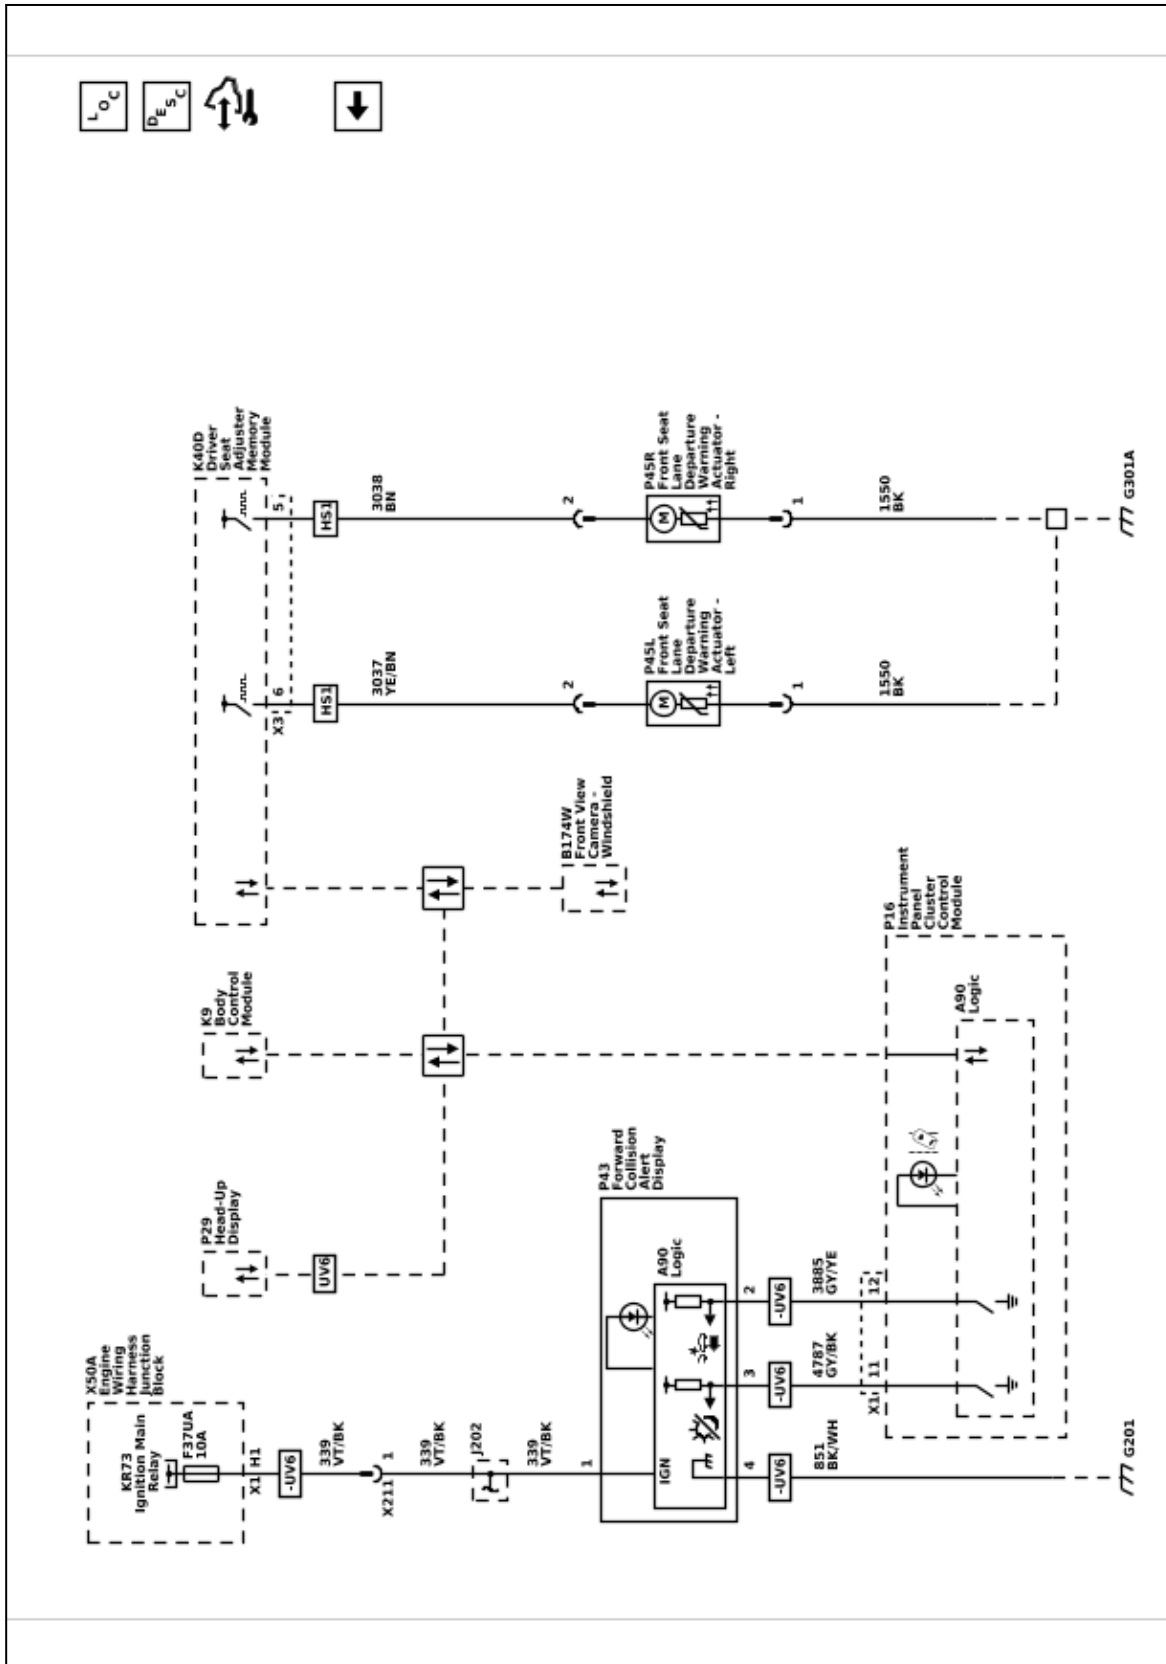 LOC
DESC
X50A
Engine
Wiring
Harness
Junction
Block
KR73
Ignition Main
Relay
F37UA
10A
X1
H1
-UV6
339
VT/BK
X211
1
339
VT/BK
J202
339
VT/BK
1
P29
Head-Up
Display
UV6
K9
Body
Control
Module
K40D
Driver
Seat
Adjuster
Memory
Module
X3
6
5
HS1
HS1
3037
YE/BN
3038
BN
2
2
B174W
Front View
Camera -
Windshield
P45L
Front Seat
Lane
Departure
Warning
Actuator -
Left
P45R
Front Seat
Lane
Departure
Warning
Actuator -
Right
M
M
1
1
1550
BK
1550
BK
G301A
P43
Forward
Collision
Alert
Display
A90
Logic
IGN
4
3
2
-UV6
-UV6
-UV6
851
BK/WH
4787
GY/BK
3885
GY/YE
X1
11
12
P16
Instrument
Panel
Cluster
Control
Module
A90
Logic
G201